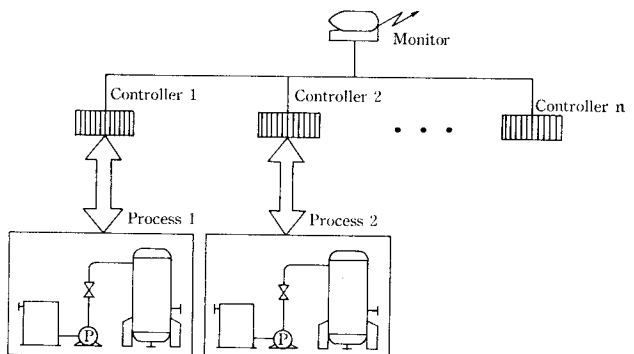 Monitor
Controller 1
Controller 2
Controller n
Process 1
Process 2
P
P